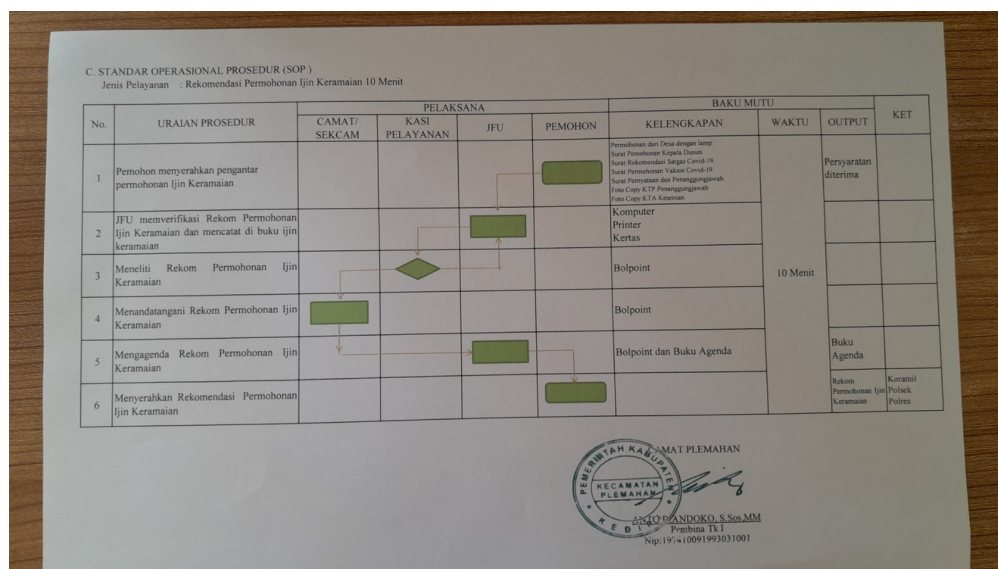 C. STANDAR OPERASIONAL PROSEDUR (SOP )
Jenis Pelayanan : Rekomendasi Permohonan Ijin Keramaian 10 Menit
No.
URAIAN PROSEDUR
PELAKSANA
BAKU MUTU
KET
CAMAT/
SEKCAM
KASI
PELAYANAN
JFU
PEMOHON
KELENGKAPAN
WAKTU
OUTPUT
1
Pemohon menyerahkan pengantar
permohonan Ijin Keramaian
Permohonan dari Desa dengan lamp :
Surat Pemohonan Kepala Dusun
Surat Rekomendasi Satgas Covid-19
Surat Permohonan Vaksin Covid-19
Surat Pernyataan dan Penanggungjawab
Foto Copy KTP Penanggungjawab
Foto Copy KTA Kesenian
Persyaratan
diterima
2
JFU memverifikasi Rekom Permohonan
Ijin Keramaian dan mencatat di buku ijin
keramaian
Komputer
Printer
Kertas
3
Meneliti Rekom Permohonan Ijin
Keramaian
Bolpoint
10 Menit
4
Menandatangani Rekom Permohonan Ijin
Keramaian
Bolpoint
5
Mengagenda Rekom Permohonan Ijin
Keramaian
Bolpoint dan Buku Agenda
Buku
Agenda
6
Menyerahkan Rekomendasi Permohonan
Ijin Keramaian
Rekom
Permohonan Ijin
Keramaian
Koramil
Polsek
Polres
CAMAT PLEMAHAN
PEMERINTAH KABUPATEN
KECAMATAN
PLEMAHAN
KEDIRI
S.Sos,MM
Pembina Tk I